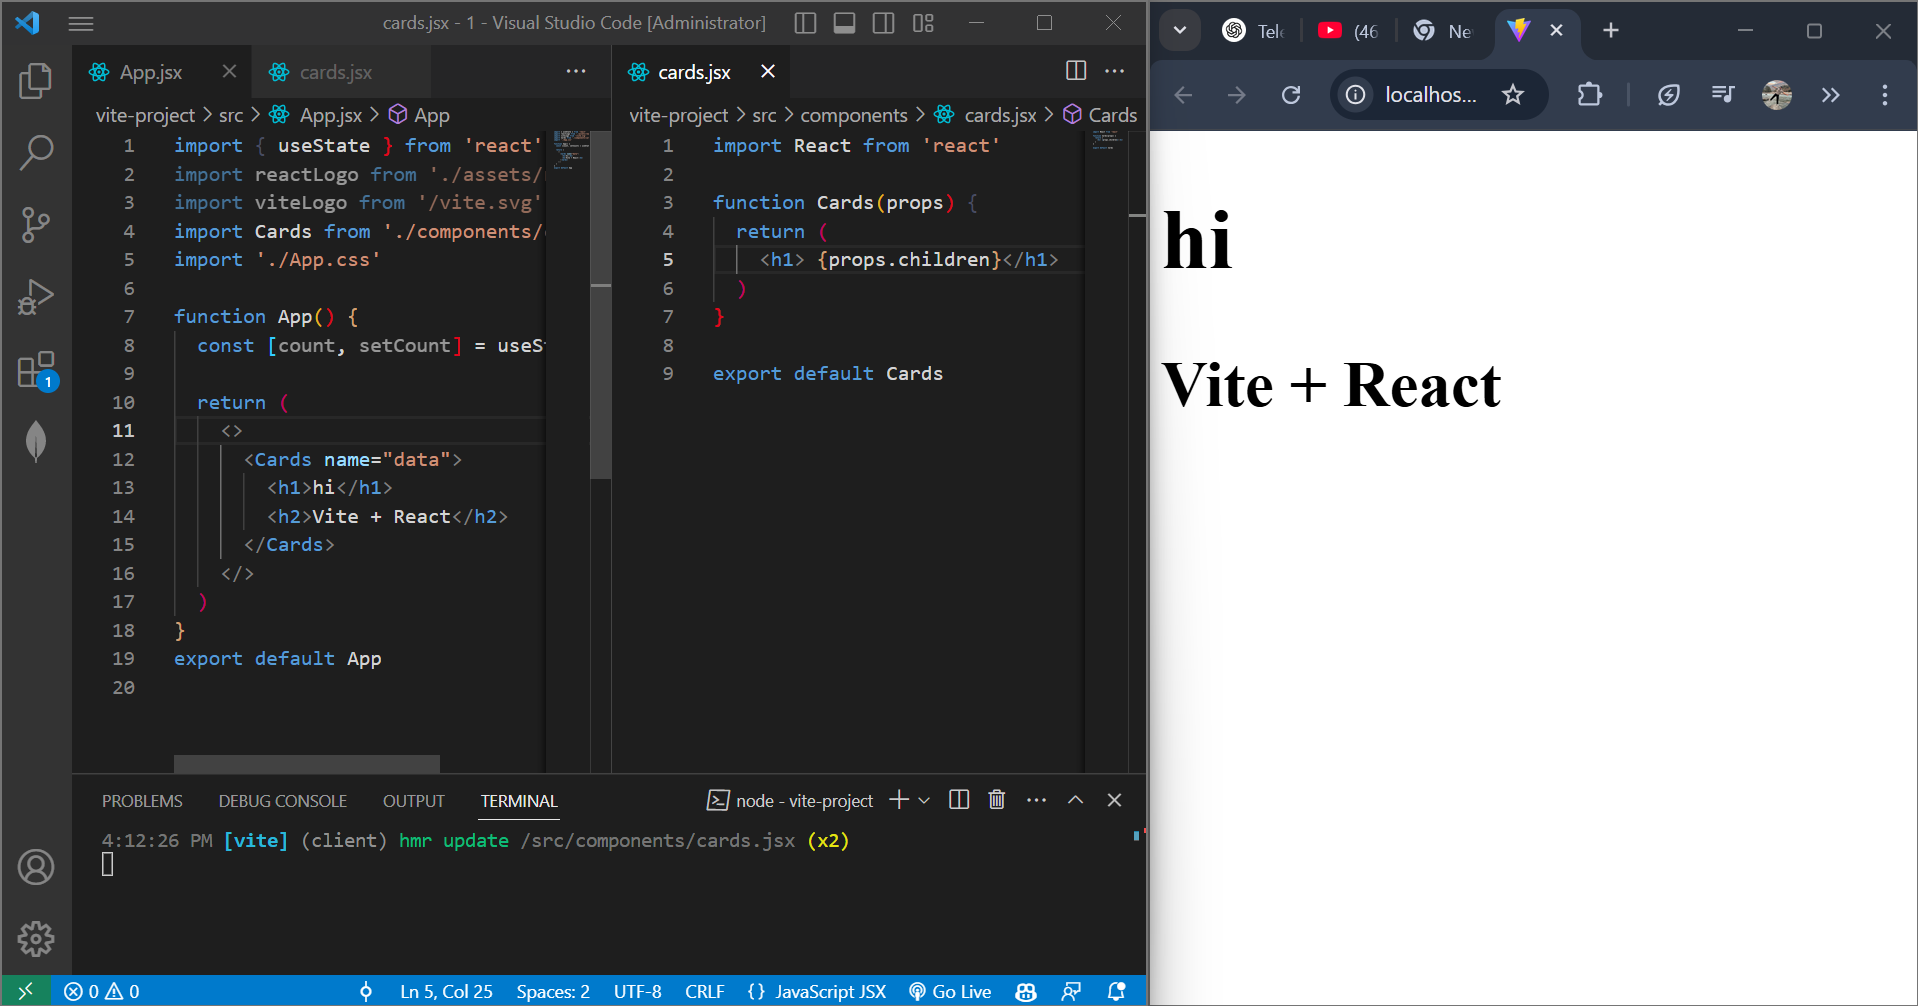 cards.jsx - 1 - Visual Studio Code [Administrator]
App.jsx
cards.jsx
vite-project > src > App.jsx > App
1 import { useState } from 'react'
2 import reactLogo from './assets/
3 import viteLogo from '/vite.svg'
4 import Cards from './components/
5 import './App.css'
6
7 function App() {
8 const [count, setCount] = useSt
9
10 return (
11 <>
12 <Cards name="data">
13 <h1>hi</h1>
14 <h2>Vite + React</h2>
15 </Cards>
16 </>
17 )
18 }
19 export default App
20
cards.jsx
vite-project > src > components > cards.jsx > Cards
1 import React from 'react'
2
3 function Cards(props) {
4 return (
5 <h1> {props.children}</h1>
6 )
7 }
8
9 export default Cards
1
PROBLEMS DEBUG CONSOLE OUTPUT TERMINAL
node - vite-project
4:12:26 PM [vite] (client) hmr update /src/components/cards.jsx (x2)
0 0
Ln 5, Col 25 Spaces: 2 UTF-8 CRLF {} JavaScript JSX Go Live
Tele (46 Ne
localhos...
hi
Vite + React